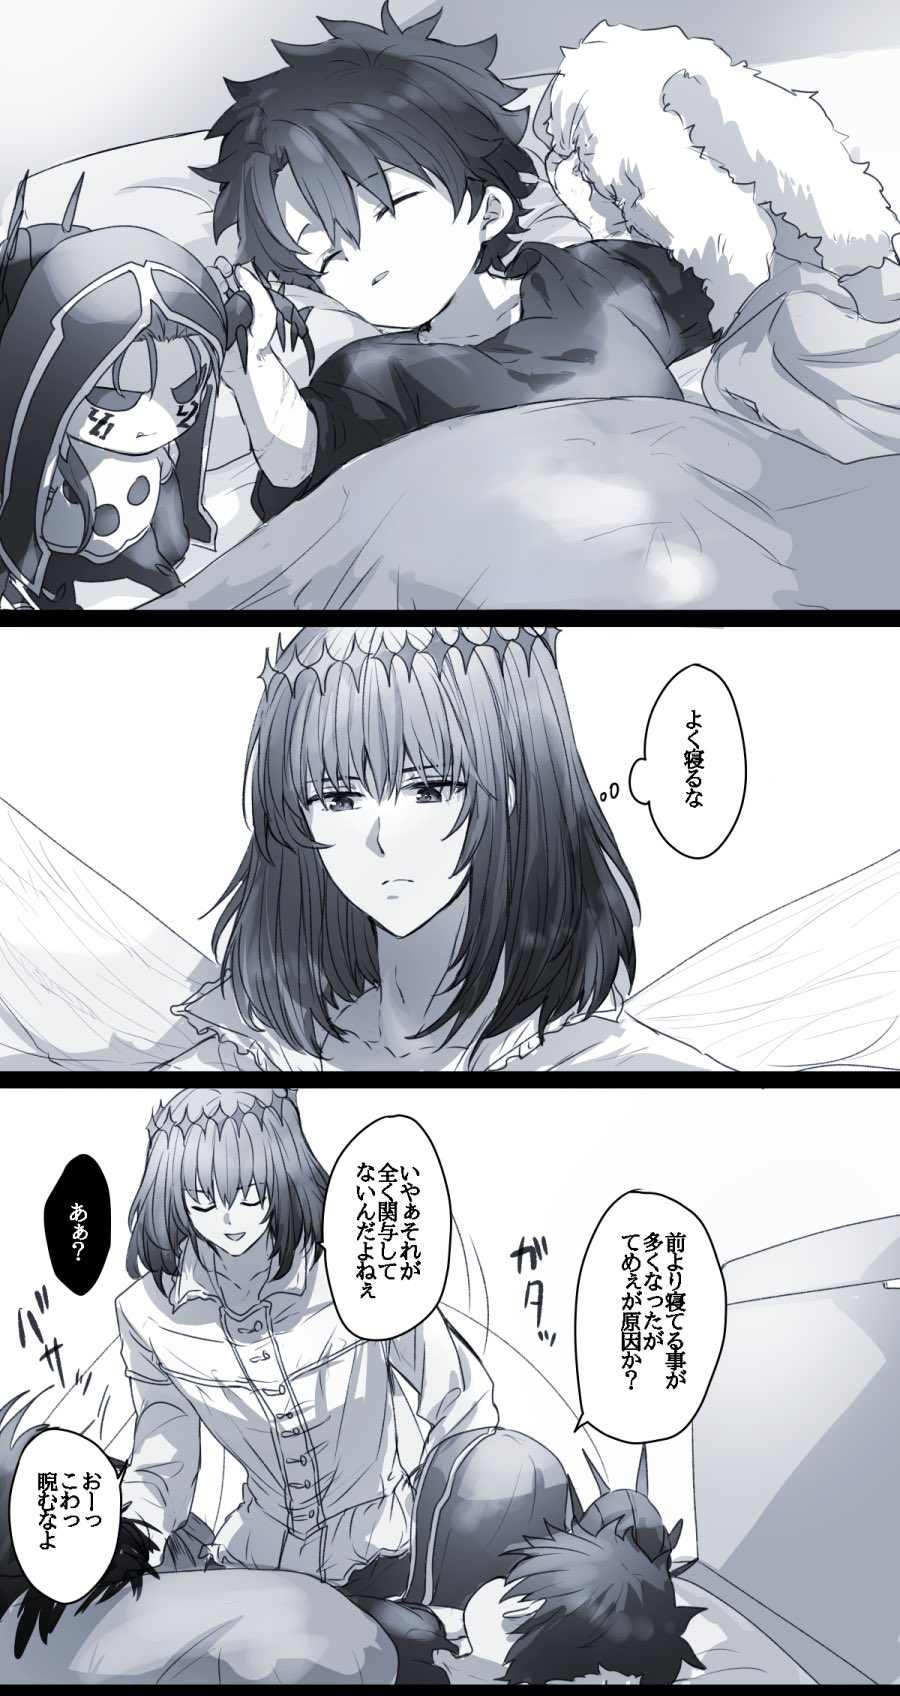 よく寝るな
前より寝てる事が
多くなったが
てめぇが原因か?
ガタッ
いやぁそれが
全く関与して
ないんだよねぇ
あぁ?
バサ
おーっ
こわっ
睨むなよ